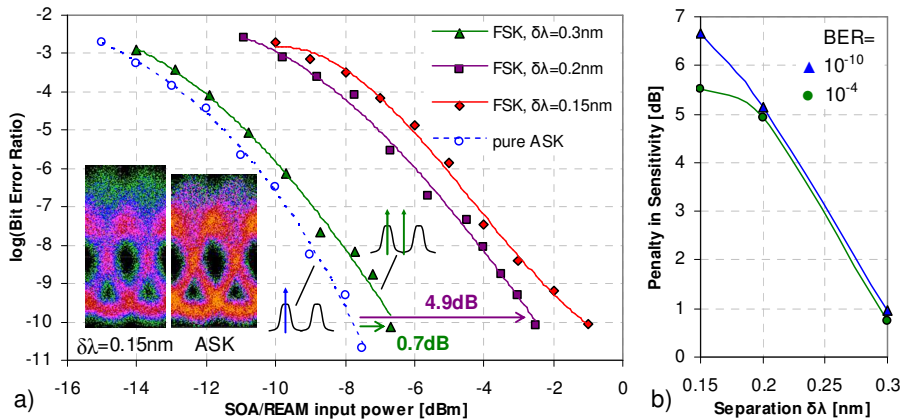 -2
-3
-4
-5
-6
-7
-8
-9
-10
-11
log(Bit Error Ratio)
FSK, δλ=0.3nm
FSK, δλ=0.2nm
FSK, δλ=0.15nm
pure ASK
4.9dB
0.7dB
δλ=0.15nm
ASK
-16
-14
-12
-10
-8
-6
-4
-2
0
a)
SOA/REAM input power [dBm]
7
6
5
4
3
2
1
0
Penalty in Sensitivity [dB]
BER=
10⁻¹⁰
10⁻⁴
0.15
0.2
0.25
0.3
b)
Separation δλ [nm]